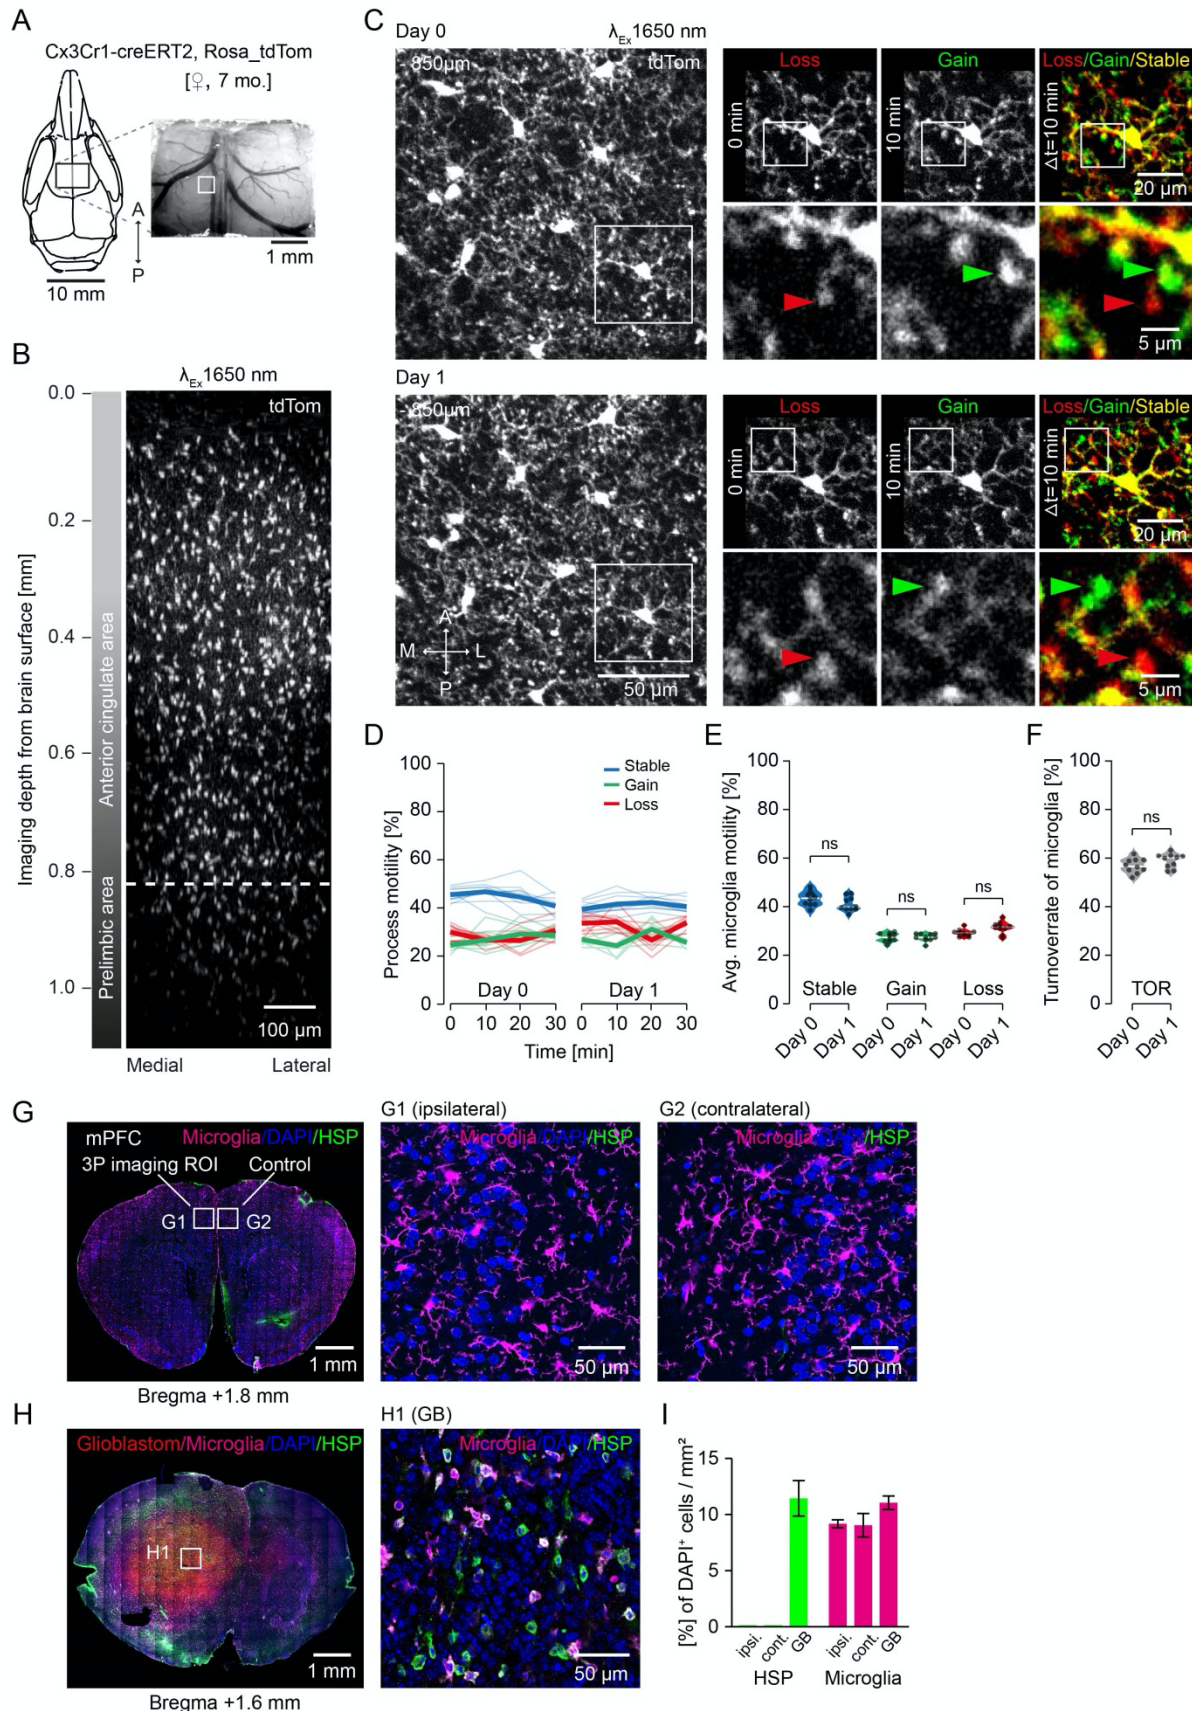 A
Cx3Cr1-creERT2, Rosa_tdTom
[♀, 7 mo.]
A
P
10 mm
1 mm
B
λEx1650 nm
tdTom
Imaging depth from brain surface [mm]
0.0
0.2
0.4
0.6
0.8
1.0
Anterior cingulate area
Prelimbic area
100 µm
Medial
Lateral
C
Day 0
λEx1650 nm
- 850µm
tdTom
Loss
Gain
Loss/Gain/Stable
0 min
10 min
Δt=10 min
20 µm
5 µm
Day 1
- 850µm
A
M
L
P
50 µm
Loss
Gain
Loss/Gain/Stable
0 min
10 min
Δt=10 min
20 µm
5 µm
D
Process motility [%]
100
80
60
40
20
0
Stable
Gain
Loss
Day 0
Day 1
0 10 20 30
0 10 20 30
Time [min]
E
Avg. microglia motility [%]
100
80
60
40
20
0
ns
ns
ns
Stable
Gain
Loss
Day 0
Day 1
Day 0
Day 1
Day 0
Day 1
F
Turnoverrate of microglia [%]
100
80
60
40
20
0
ns
TOR
Day 0
Day 1
G
mPFC
Microglia/DAPI/HSP
3P imaging ROI
Control
G1
G2
1 mm
Bregma +1.8 mm
G1 (ipsilateral)
Microglia/DAPI/HSP
50 µm
G2 (contralateral)
Microglia/DAPI/HSP
50 µm
H
Glioblastom/Microglia/DAPI/HSP
H1
1 mm
Bregma +1.6 mm
H1 (GB)
Microglia/DAPI/HSP
50 µm
I
[%] of DAPI⁺ cells / mm²
15
10
5
0
ipsi.
cont.
GB
ipsi.
cont.
GB
HSP
Microglia